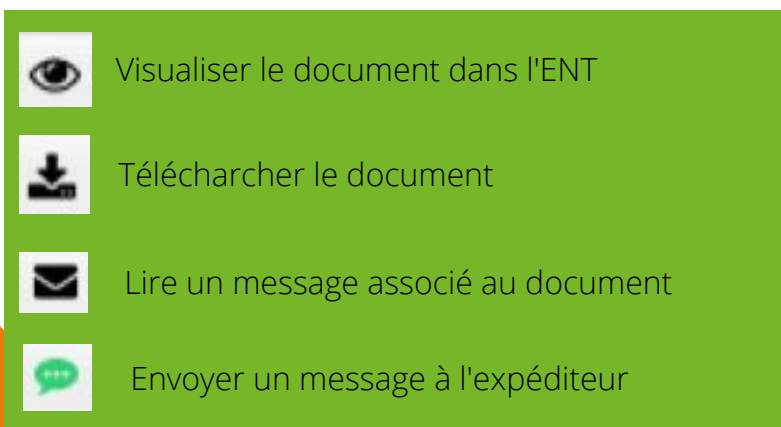 Visualiser le document dans l'ENT
Télécharcher le document
Lire un message associé au document
Envoyer un message à l'expéditeur